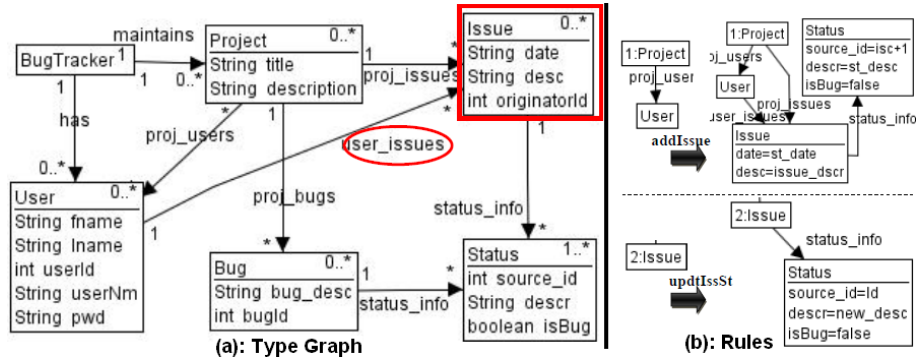 maintains
BugTracker
1
1
1
0..*
has
0..*
Project
0..*
String title
String description
1
1
1
proj_issues
*
*
proj_users
*
user_issues
Issue
0..*
String date
String desc
int originatorId
1
User
0..*
String fname
String lname
int userId
String userNm
String pwd
1
proj_bugs
*
Bug
0..*
String bug_desc
int bugId
1
status_info
*
status_info
*
Status
1..*
int source_id
String descr
boolean isBug
(a): Type Graph
1:Project
proj_user
User
addIssue
1:Project
User
proj_issues
user_issues
Issue
date=st_date
desc=issue_dscr
Status
source_id=isc+1
descr=st_desc
isBug=false
status_info
2:Issue
updtIssSt
2:Issue
status_info
Status
source_id=Id
descr=new_desc
isBug=false
(b): Rules